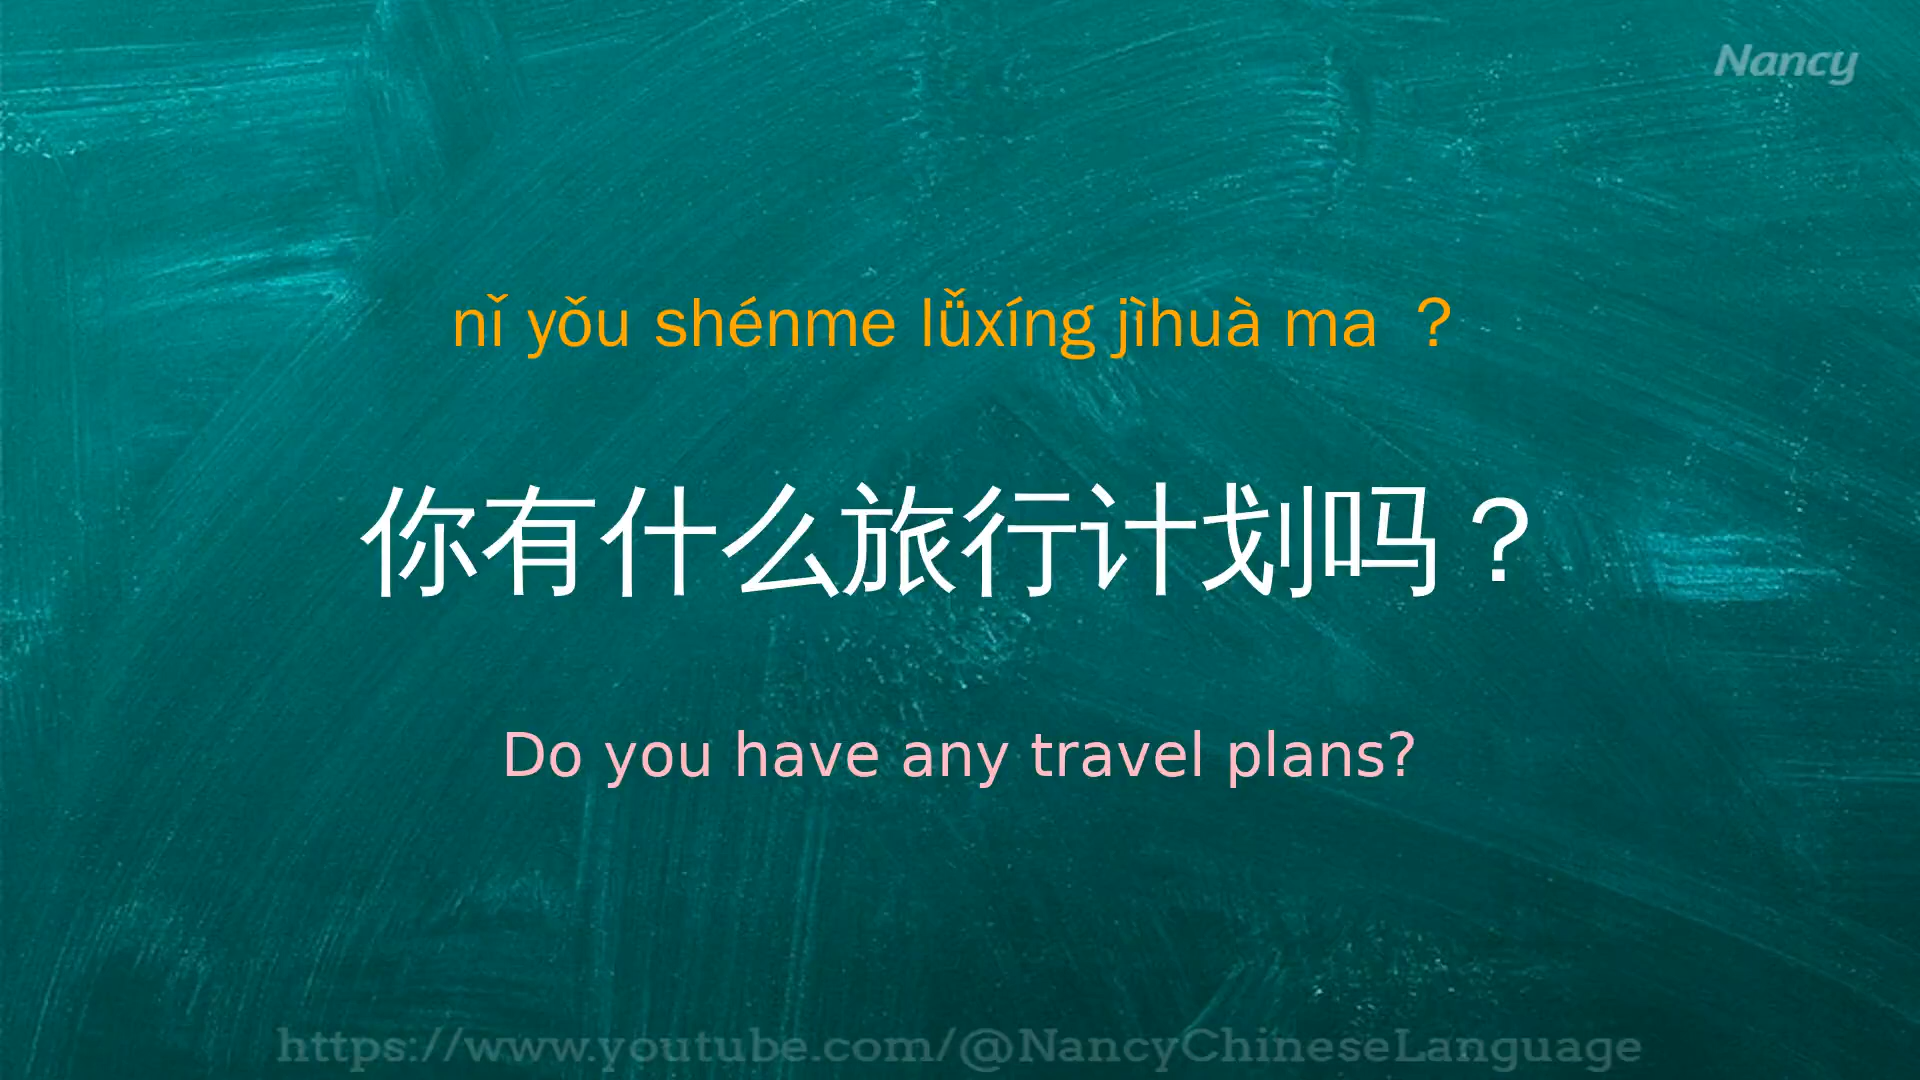 Nancy
nǐ yǒu shénme lǚxíng jìhuà ma ？
你有什么旅行计划吗？
Do you have any travel plans?
https://www.youtube.com/@NancyChineseLanguage